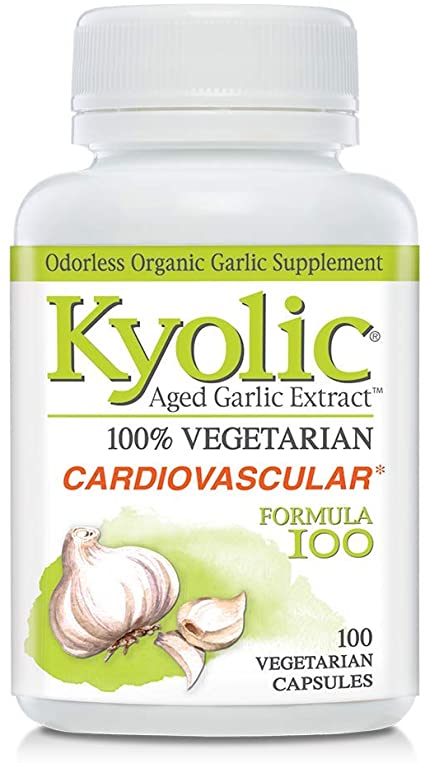 Odorless Organic Garlic Supplement
Kyolic®
Aged Garlic Extract™
100% VEGETARIAN
CARDIOVASCULAR*
FORMULA
100
100
VEGETARIAN
CAPSULES